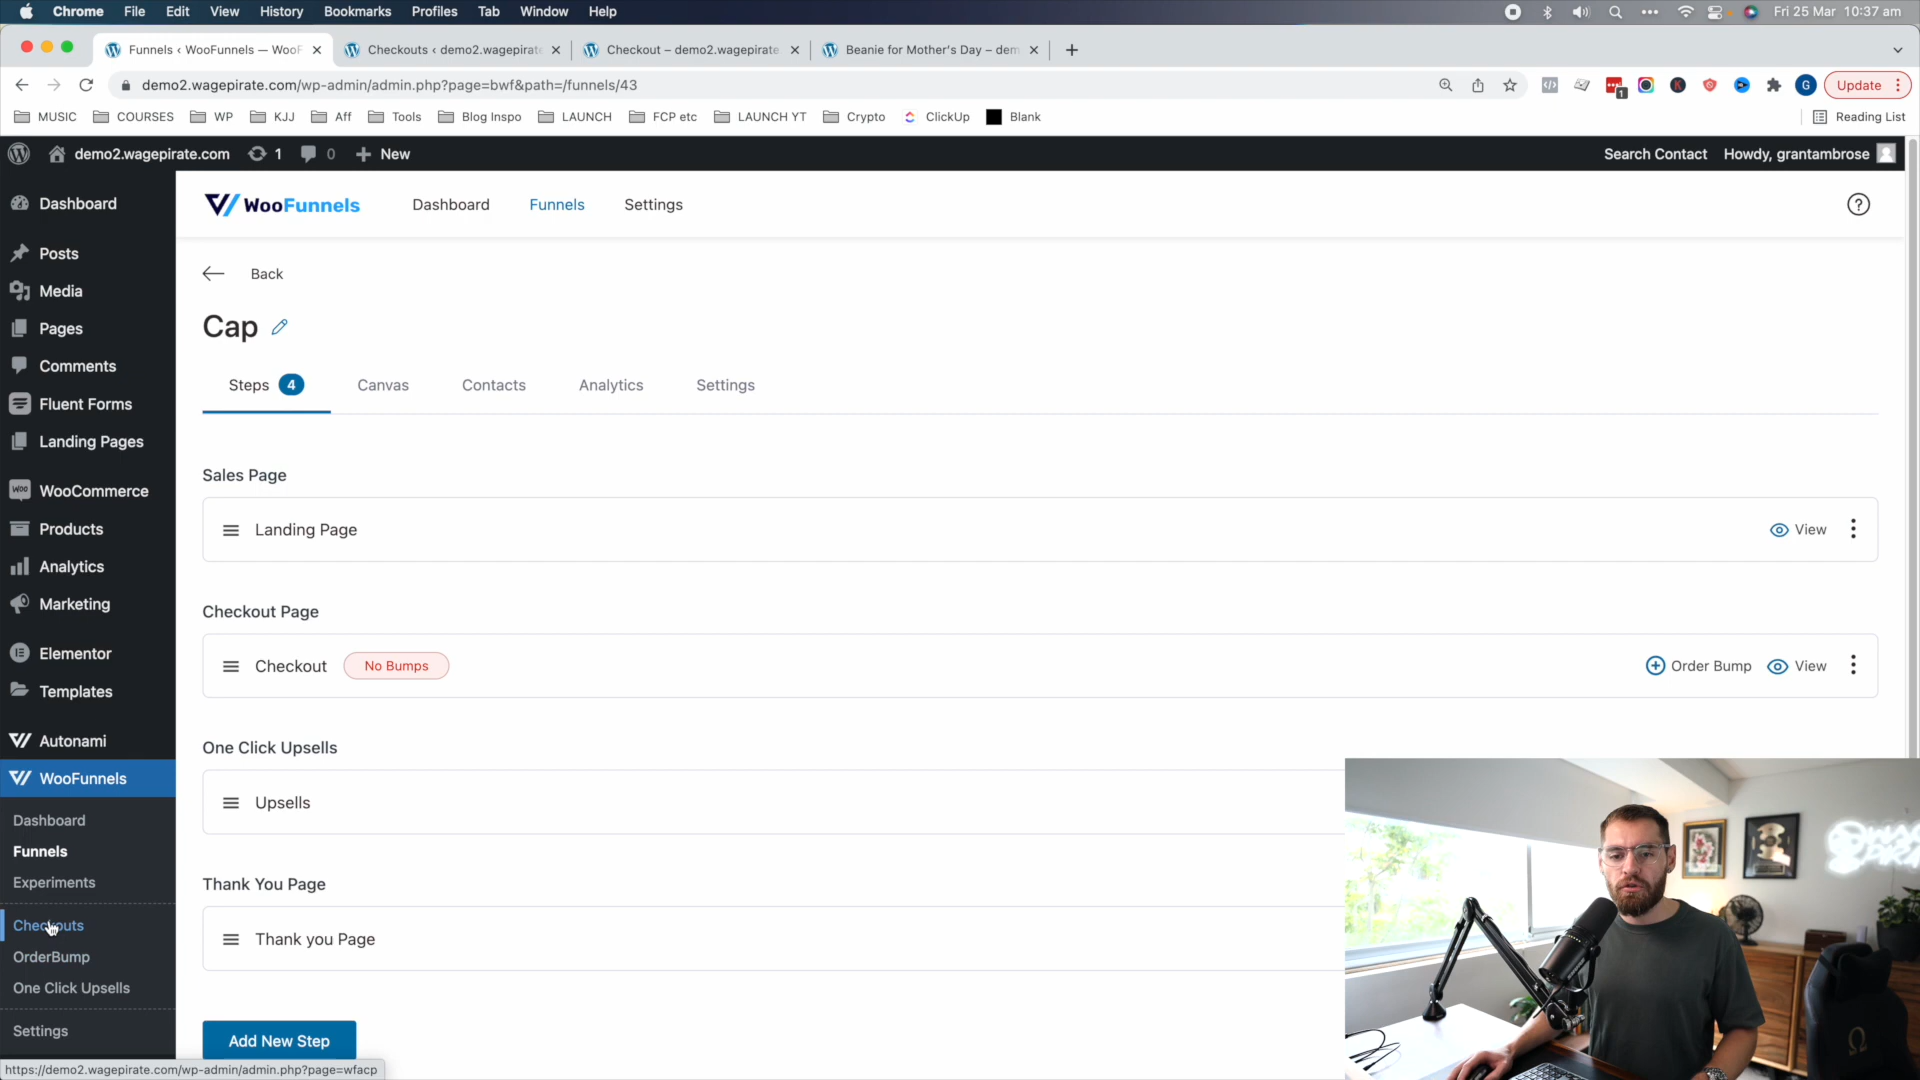 Chrome File Edit View History Bookmarks Profiles Tab Window Help
Fri 25 Mar 10:37 am
Funnels ‹ WooFunnels — WooF
Checkouts ‹ demo2.wagepirate
Checkout – demo2.wagepirate
Beanie for Mother's Day – dem
demo2.wagepirate.com/wp-admin/admin.php?page=bwf&path=/funnels/43
1
G
Update
MUSIC COURSES WP KJJ Aff Tools Blog Inspo LAUNCH FCP etc LAUNCH YT Crypto ClickUp Blank
Reading List
demo2.wagepirate.com 1 0 New
Search Contact Howdy, grantambrose
Dashboard
Posts
Media
Pages
Comments
Fluent Forms
Landing Pages
WooCommerce
Products
Analytics
Marketing
Elementor
Templates
Autonami
WooFunnels
Dashboard
Funnels
Experiments
Checkouts
OrderBump
One Click Upsells
Settings
WooFunnels
Dashboard Funnels Settings
Back
Cap
Steps 4 Canvas Contacts Analytics Settings
Sales Page
Landing Page View
Checkout Page
Checkout No Bumps Order Bump View
One Click Upsells
Upsells
Thank You Page
Thank you Page
Add New Step
https://demo2.wagepirate.com/wp-admin/admin.php?page=wfacp